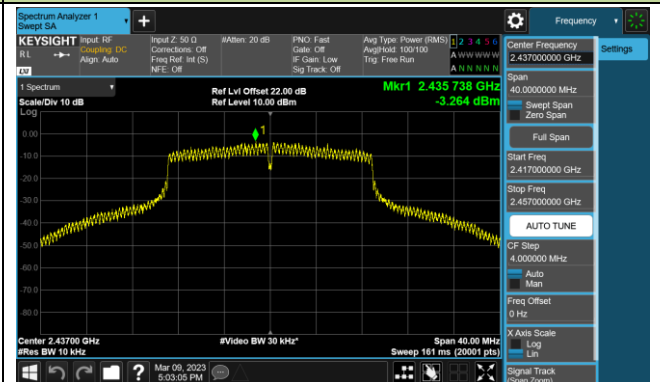 Spectrum Analyzer 1
Swept SA
+
Frequency
KEYSIGHT
RL
Input: RF
Coupling: DC
Align: Auto
Input Z: 50 Ω
Corrections: Off
Freq Ref: Int (S)
NFE: Off
#Atten: 20 dB
PNO: Fast
Gate: Off
IF Gain: Low
Sig Track: Off
Avg Type: Power (RMS)
Avg|Hold: 100/100
Trig: Free Run
1 2 3 4 5 6
A W W W W W
A N N N N N
1 Spectrum
Scale/Div 10 dB
Log
Ref Lvl Offset 22.00 dB
Ref Level 10.00 dBm
Mkr1 2.435 738 GHz
-3.264 dBm
0.00
-10.0
-20.0
-30.0
-40.0
-50.0
-60.0
-70.0
-80.0
1
Center 2.43700 GHz
#Res BW 10 kHz
#Video BW 30 kHz*
Span 40.00 MHz
Sweep 161 ms (20001 pts)
?
Mar 09, 2023
5:03:05 PM
Center Frequency
2.437000000 GHz
Settings
Span
40.0000000 MHz
Swept Span
Zero Span
Full Span
Start Freq
2.417000000 GHz
Stop Freq
2.457000000 GHz
AUTO TUNE
CF Step
4.000000 MHz
Auto
Man
Freq Offset
0 Hz
X Axis Scale
Log
Lin
Signal Track
(Span Zoom)